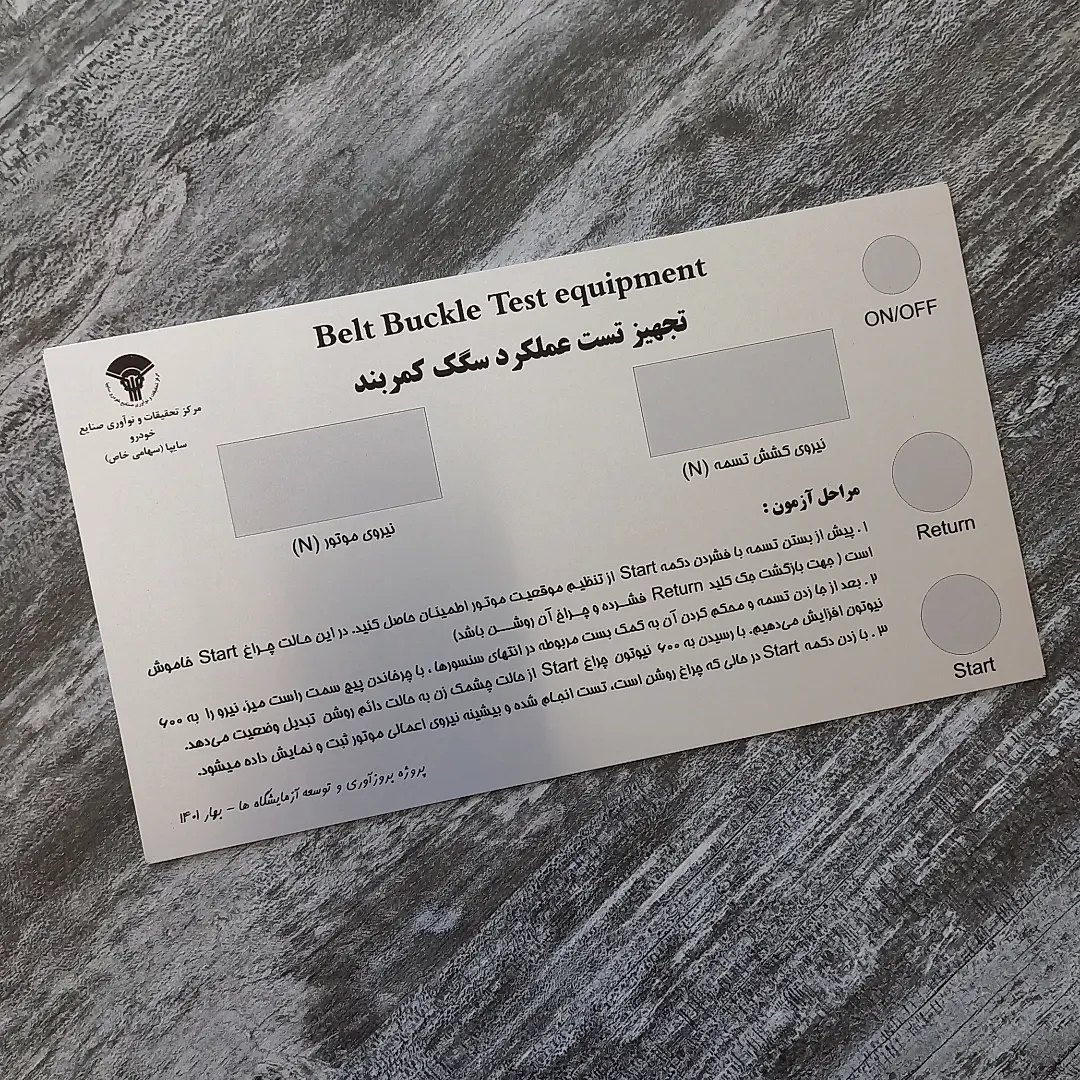 Belt Buckle Test equipment
تجهیز تست عملکرد سگک کمربند
مرکز تحقیقات و نوآوری صنایع
خودرو
سایپا (سهامی خاص)
ON/OFF
نیروی کشش تسمه (N)
نیروی موتور (N)
Return
Start
مراحل آزمون :
۱. پیش از بستن تسمه با فشردن دکمه Start از تنظیم موقعیت موتور اطمینان حاصل کنید. در این حالت چراغ Start خاموش
است ( جهت بازگشت جک کلید Return فشرده و چراغ آن روشن باشد)
۲. بعد از جا زدن تسمه و محکم کردن آن به کمک بست مربوطه در انتهای سنسورها ، با چرخاندن پیچ سمت راست میز، نیرو را به ۶۰۰
نیوتون افزایش می‌دهیم. با رسیدن به ۶۰۰ نیوتون چراغ Start از حالت چشمک زن به حالت دائم روشن تبدیل وضعیت می‌دهد.
۳. با زدن دکمه Start در حالی که چراغ روشن است، تست انجام شده و بیشینه نیروی اعمالی موتور ثبت و نمایش داده میشود.
پروژه بروزآوری و توسعه آزمایشگاه ها - بهار ۱۴۰۱